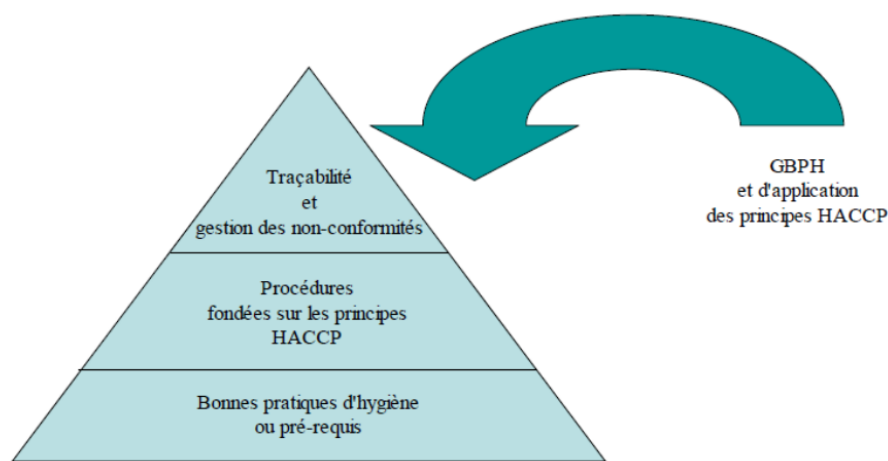 Traçabilité
et
gestion des non-conformités
Procédures
fondées sur les principes
HACCP
Bonnes pratiques d'hygiène
ou pré-requis
GBPH
et d'application
des principes HACCP